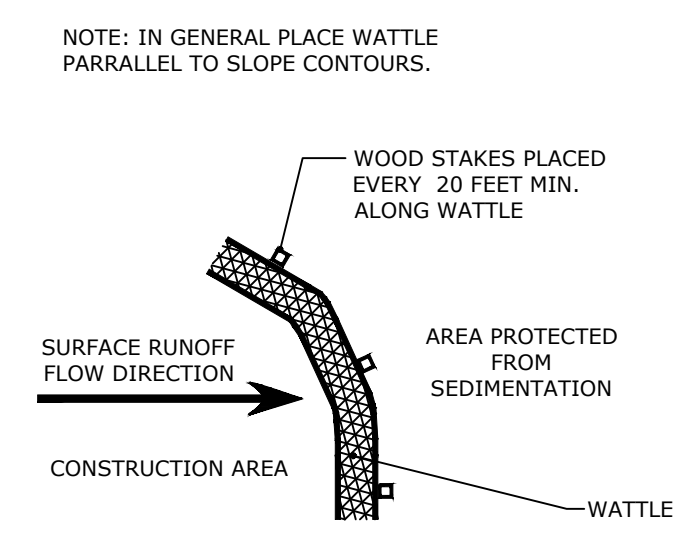 NOTE: IN GENERAL PLACE WATTLE
PARRALLEL TO SLOPE CONTOURS.
WOOD STAKES PLACED
EVERY 20 FEET MIN.
ALONG WATTLE
SURFACE RUNOFF
FLOW DIRECTION
AREA PROTECTED
FROM
SEDIMENTATION
CONSTRUCTION AREA
WATTLE